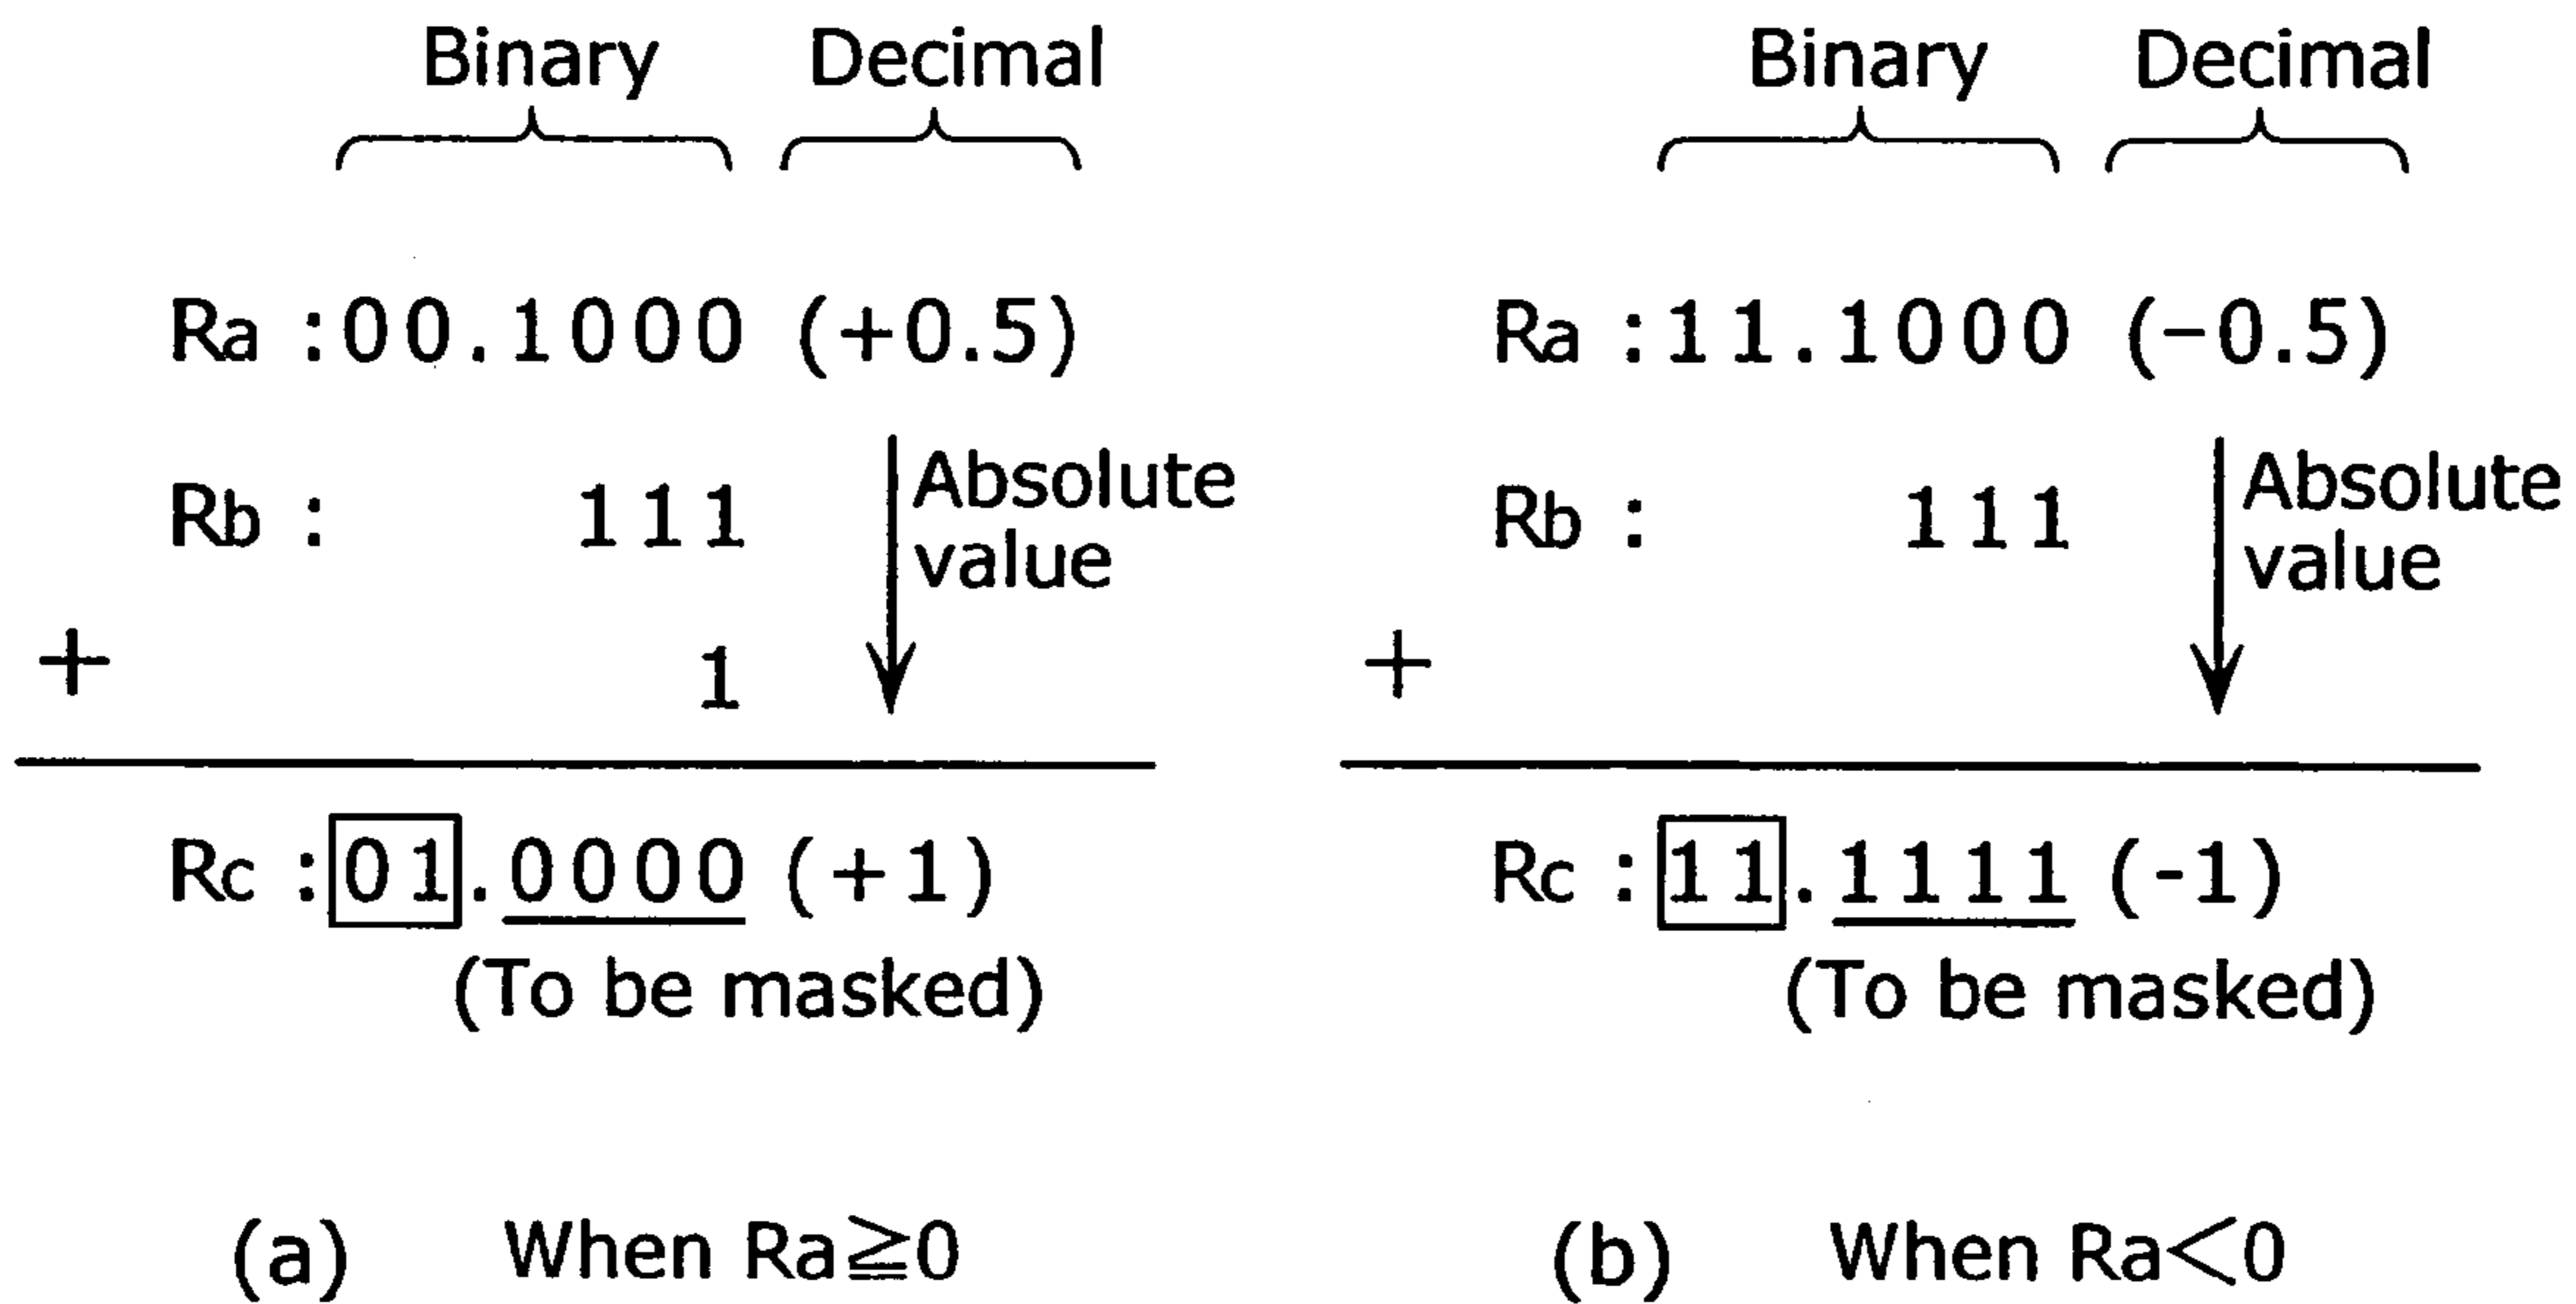 Binary Decimal
Ra :00.1000 (+0.5)
Rb : 111
Absolute
value
+ 1
Rc :01.0000 (+1)
(To be masked)
(a) When Ra≧0
Binary Decimal
Ra :11.1000 (−0.5)
Rb : 111
Absolute
value
+
Rc :11.1111 (-1)
(To be masked)
(b) When Ra<0